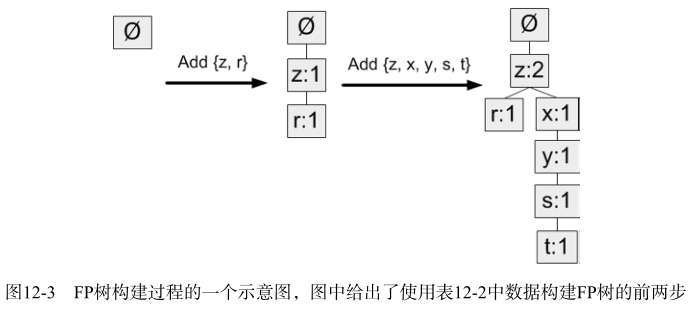 Ø
Add {z, r}
Ø
z:1
r:1
Add {z, x, y, s, t}
Ø
z:2
r:1 x:1
y:1
s:1
t:1
图12-3 FP树构建过程的一个示意图，图中给出了使用表12-2中数据构建FP树的前两步